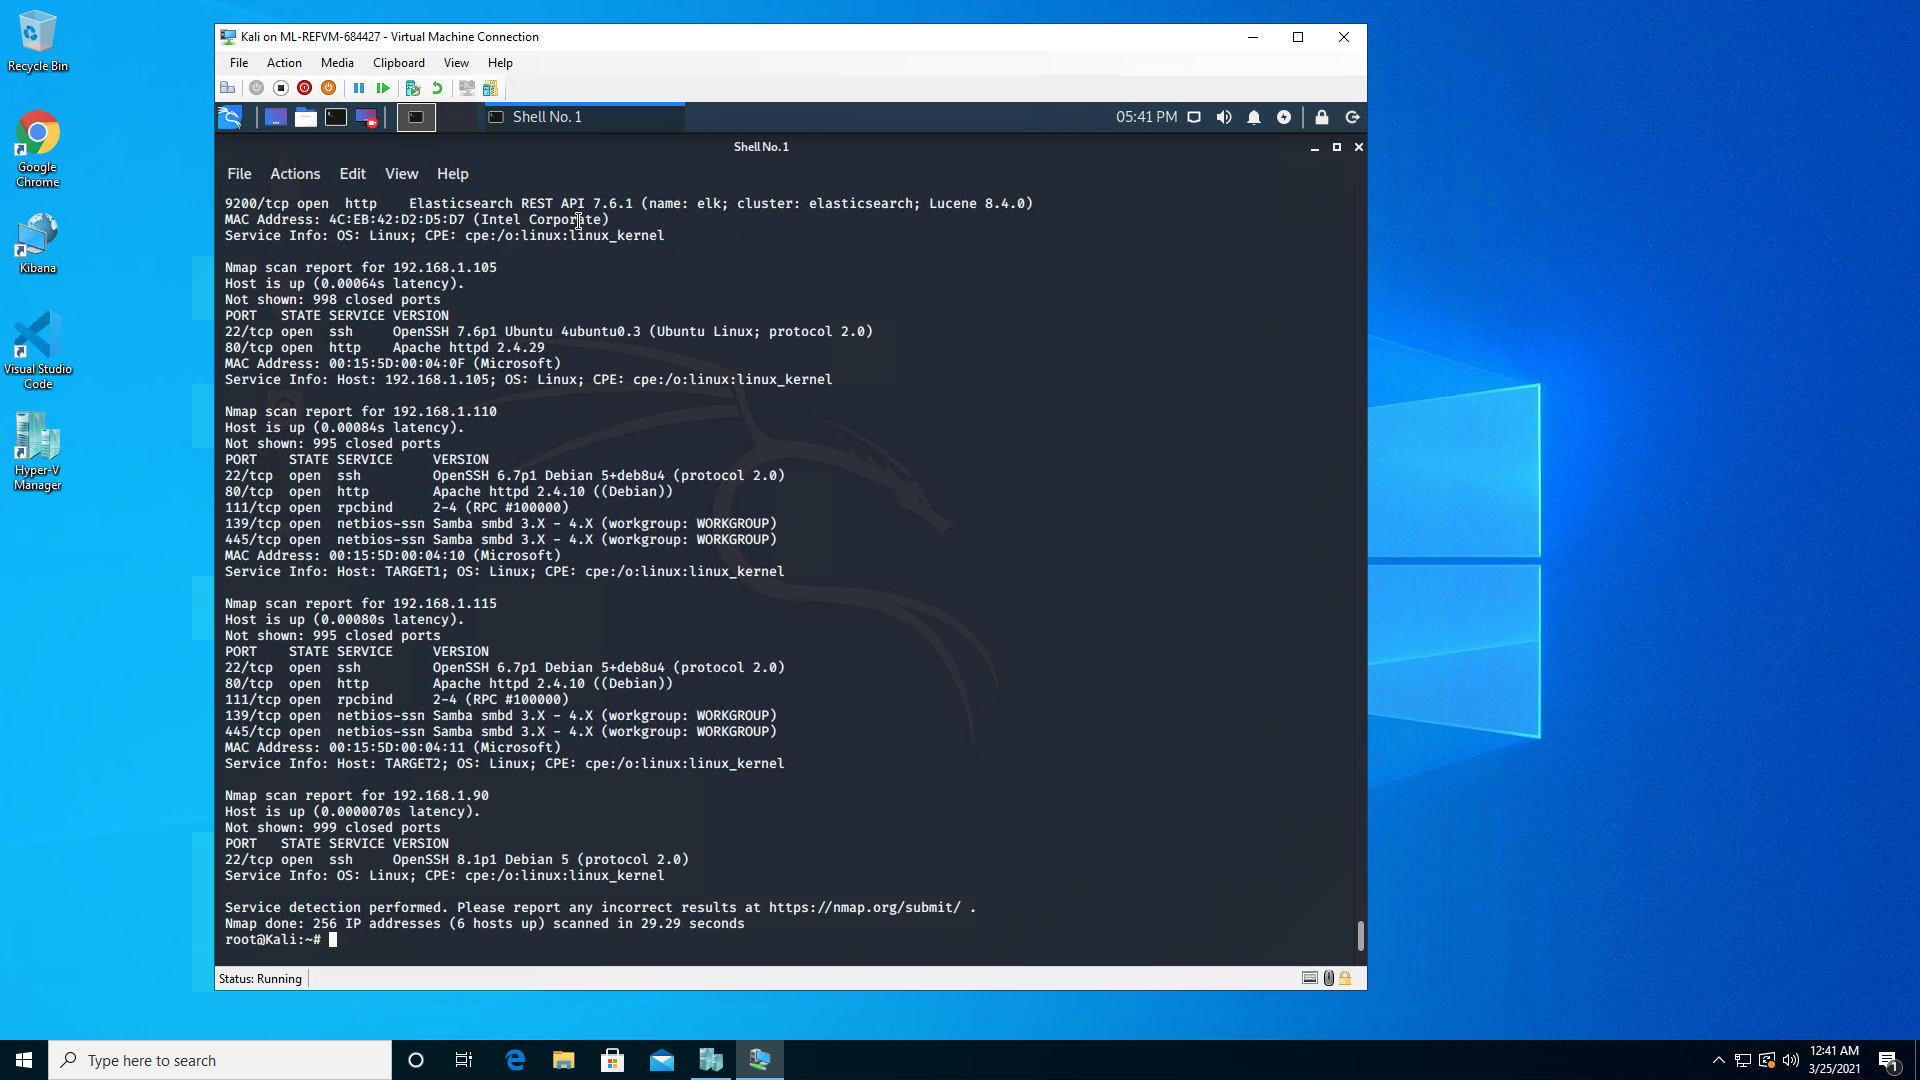 Recycle Bin
Google Chrome
Kibana
Visual Studio Code
Hyper-V Manager
Kali on ML-REFVM-684427 - Virtual Machine Connection
File Action Media Clipboard View Help
Shell No. 1
05:41 PM
Shell No. 1
File Actions Edit View Help
9200/tcp open  http    Elasticsearch REST API 7.6.1 (name: elk; cluster: elasticsearch; Lucene 8.4.0)
MAC Address: 4C:EB:42:D2:D5:D7 (Intel Corporate)
Service Info: OS: Linux; CPE: cpe:/o:linux:linux_kernel
Nmap scan report for 192.168.1.105
Host is up (0.00064s latency).
Not shown: 998 closed ports
PORT   STATE SERVICE VERSION
22/tcp open  ssh     OpenSSH 7.6p1 Ubuntu 4ubuntu0.3 (Ubuntu Linux; protocol 2.0)
80/tcp open  http    Apache httpd 2.4.29
MAC Address: 00:15:5D:00:04:0F (Microsoft)
Service Info: Host: 192.168.1.105; OS: Linux; CPE: cpe:/o:linux:linux_kernel
Nmap scan report for 192.168.1.110
Host is up (0.00084s latency).
Not shown: 995 closed ports
PORT    STATE SERVICE     VERSION
22/tcp  open  ssh         OpenSSH 6.7p1 Debian 5+deb8u4 (protocol 2.0)
80/tcp  open  http        Apache httpd 2.4.10 ((Debian))
111/tcp open  rpcbind     2-4 (RPC #100000)
139/tcp open  netbios-ssn Samba smbd 3.X - 4.X (workgroup: WORKGROUP)
445/tcp open  netbios-ssn Samba smbd 3.X - 4.X (workgroup: WORKGROUP)
MAC Address: 00:15:5D:00:04:10 (Microsoft)
Service Info: Host: TARGET1; OS: Linux; CPE: cpe:/o:linux:linux_kernel
Nmap scan report for 192.168.1.115
Host is up (0.00080s latency).
Not shown: 995 closed ports
PORT    STATE SERVICE     VERSION
22/tcp  open  ssh         OpenSSH 6.7p1 Debian 5+deb8u4 (protocol 2.0)
80/tcp  open  http        Apache httpd 2.4.10 ((Debian))
111/tcp open  rpcbind     2-4 (RPC #100000)
139/tcp open  netbios-ssn Samba smbd 3.X - 4.X (workgroup: WORKGROUP)
445/tcp open  netbios-ssn Samba smbd 3.X - 4.X (workgroup: WORKGROUP)
MAC Address: 00:15:5D:00:04:11 (Microsoft)
Service Info: Host: TARGET2; OS: Linux; CPE: cpe:/o:linux:linux_kernel
Nmap scan report for 192.168.1.90
Host is up (0.0000070s latency).
Not shown: 999 closed ports
PORT   STATE SERVICE VERSION
22/tcp open  ssh     OpenSSH 8.1p1 Debian 5 (protocol 2.0)
Service Info: OS: Linux; CPE: cpe:/o:linux:linux_kernel
Service detection performed. Please report any incorrect results at https://nmap.org/submit/ .
Nmap done: 256 IP addresses (6 hosts up) scanned in 29.29 seconds
root@Kali:~#
Status: Running
Type here to search
12:41 AM
3/25/2021
1